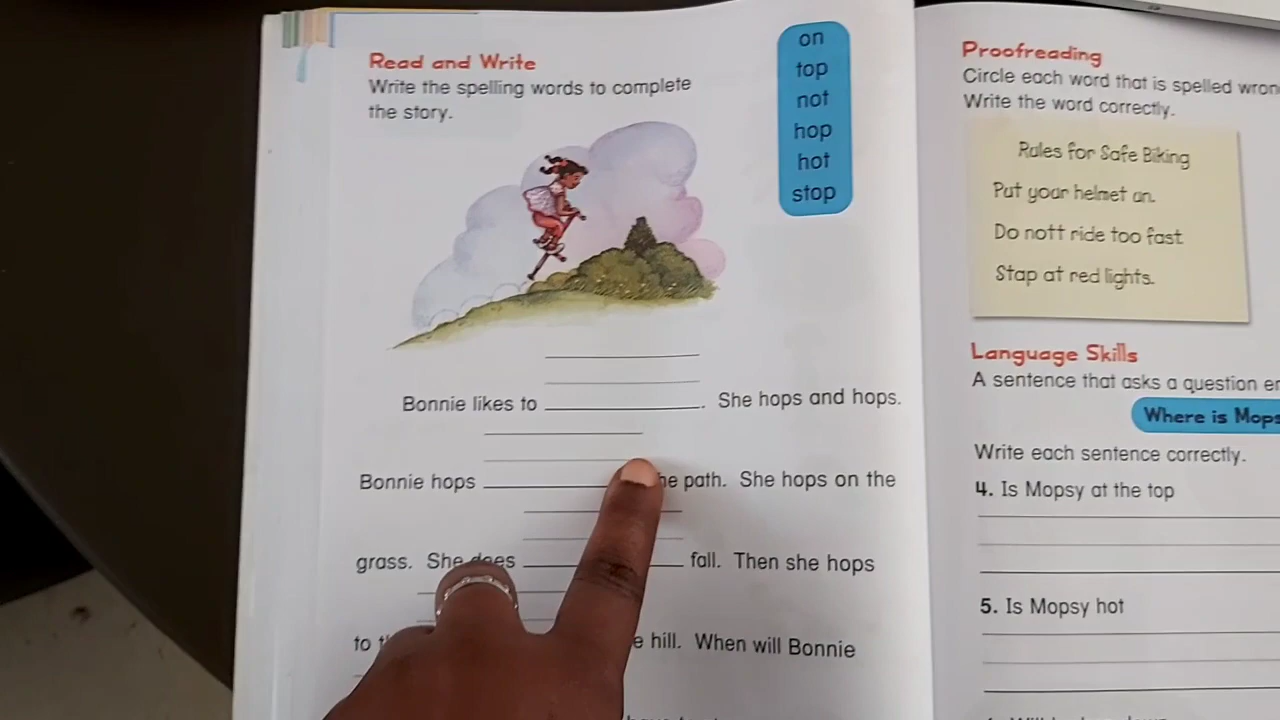 Read and Write
Write the spelling words to complete
the story.
on
top
not
hop
hot
stop
Bonnie likes to . She hops and hops.
Bonnie hops path. She hops on the
grass. She does fall. Then she hops
to hill. When will Bonnie
Proofreading
Circle each word that is spelled
Write the word correctly.
Rules for Safe Biking
Put your helmet an.
Do nott ride too fast.
Stap at red lights.
Language Skills
A sentence that asks a question
Where is
Write each sentence correctly.
4. Is Mopsy at the top
5. Is Mopsy hot